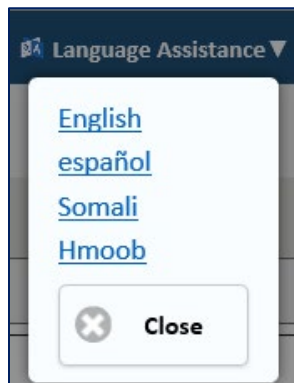 Language Assistance▼
English
español
Somali
Hmoob
Close